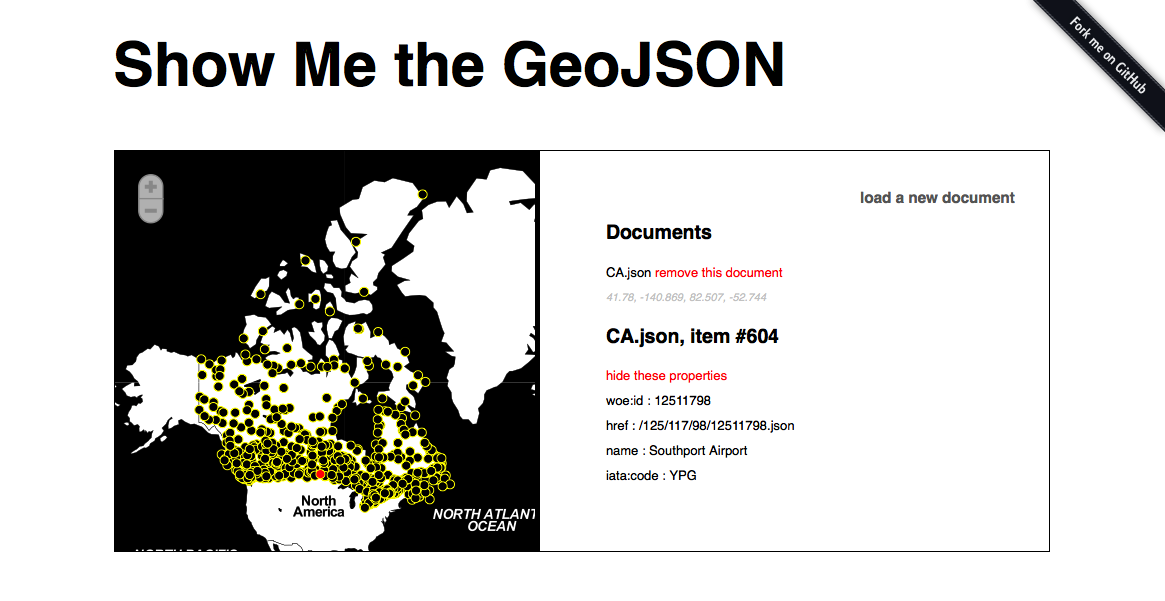 Show Me the GeoJSON
Fork me on GitHub
+
−
North
America
NORTH ATLANT
OCEAN
load a new document
Documents
CA.json remove this document
41.78, -140.869, 82.507, -52.744
CA.json, item #604
hide these properties
woe:id : 12511798
href : /125/117/98/12511798.json
name : Southport Airport
iata:code : YPG